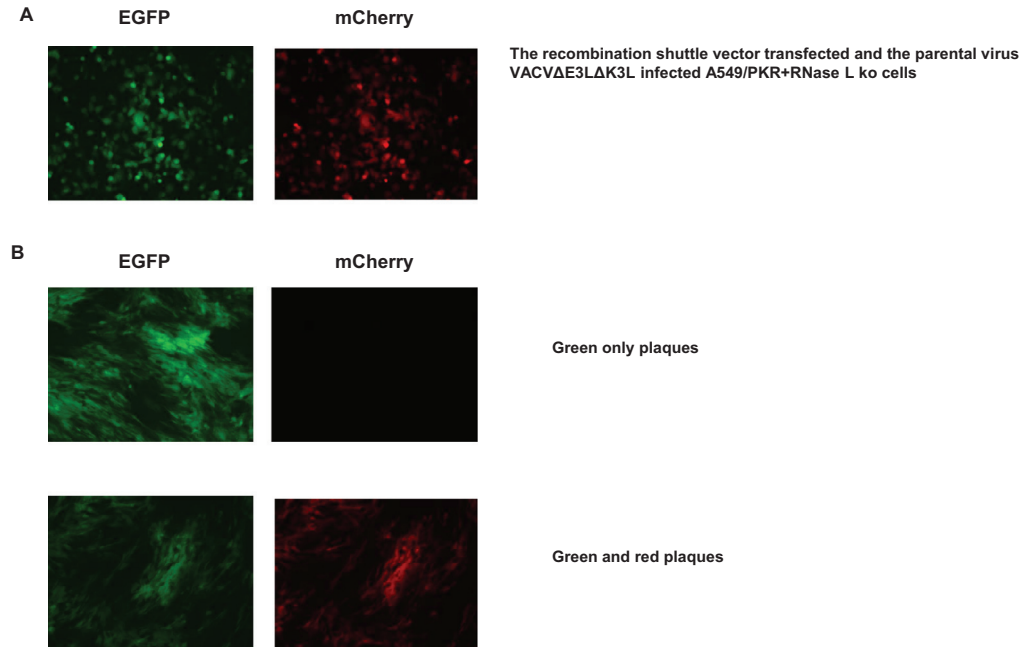 A
EGFP
mCherry
The recombination shuttle vector transfected and the parental virus
VACVΔE3LΔK3L infected A549/PKR+RNase L ko cells
B
EGFP
mCherry
Green only plaques
Green and red plaques